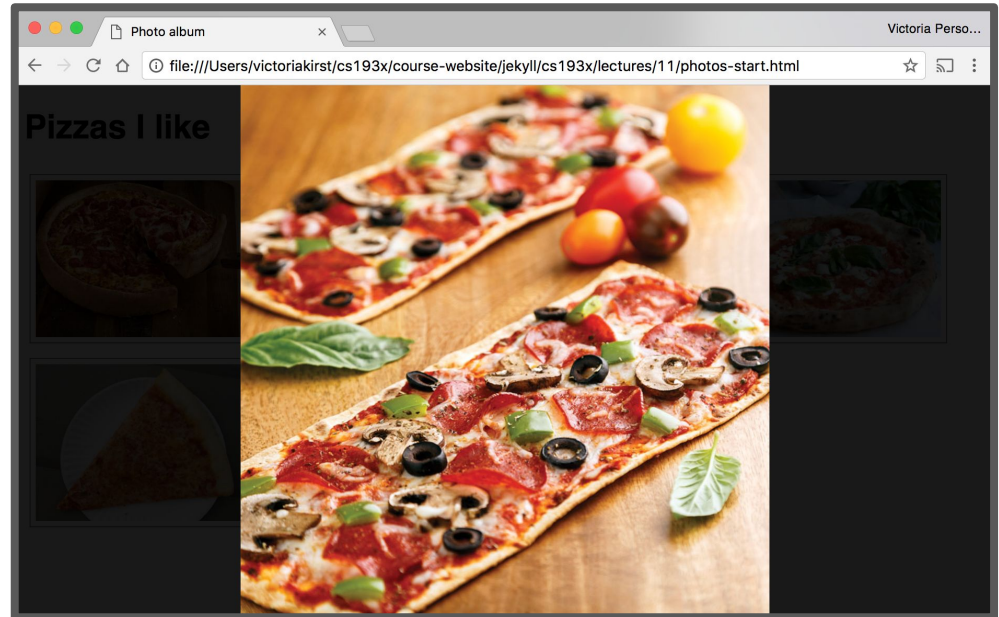 Photo album
Victoria Perso...
file:///Users/victoriakirst/cs193x/course-website/jekyll/cs193x/lectures/11/photos-start.html
Pizzas I like